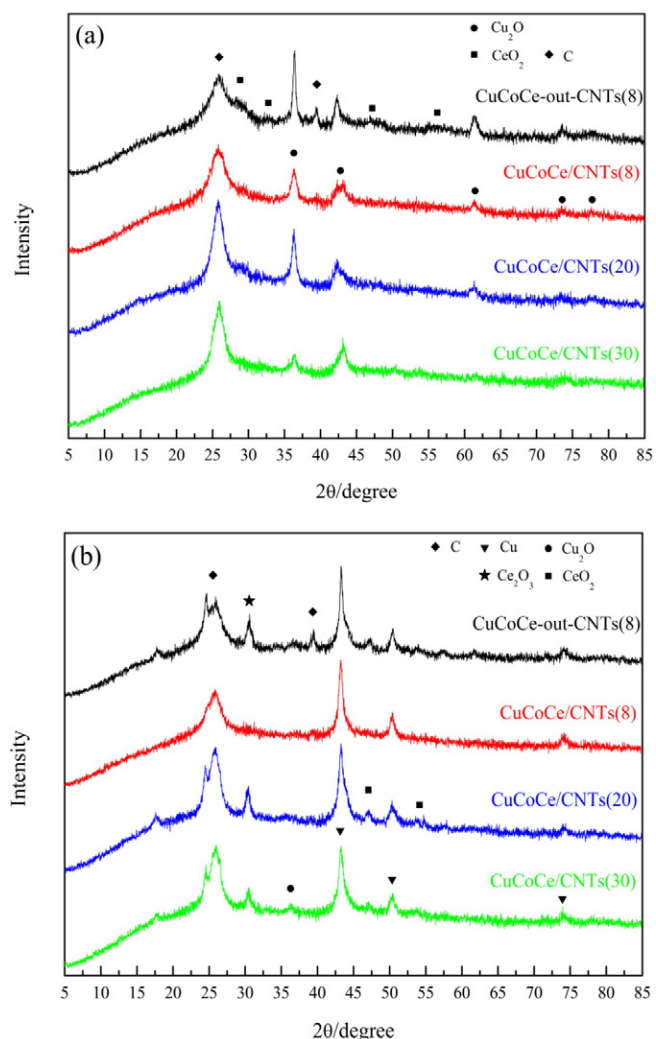 (a)
● Cu₂O
■ CeO₂ ◆ C
CuCoCe-out-CNTs(8)
CuCoCe/CNTs(8)
CuCoCe/CNTs(20)
CuCoCe/CNTs(30)
Intensity
5 10 15 20 25 30 35 40 45 50 55 60 65 70 75 80 85
2θ/degree
(b)
◆ C ▼ Cu ● Cu₂O
★ Ce₂O₃ ■ CeO₂
CuCoCe-out-CNTs(8)
CuCoCe/CNTs(8)
CuCoCe/CNTs(20)
CuCoCe/CNTs(30)
Intensity
5 10 15 20 25 30 35 40 45 50 55 60 65 70 75 80 85
2θ/degree